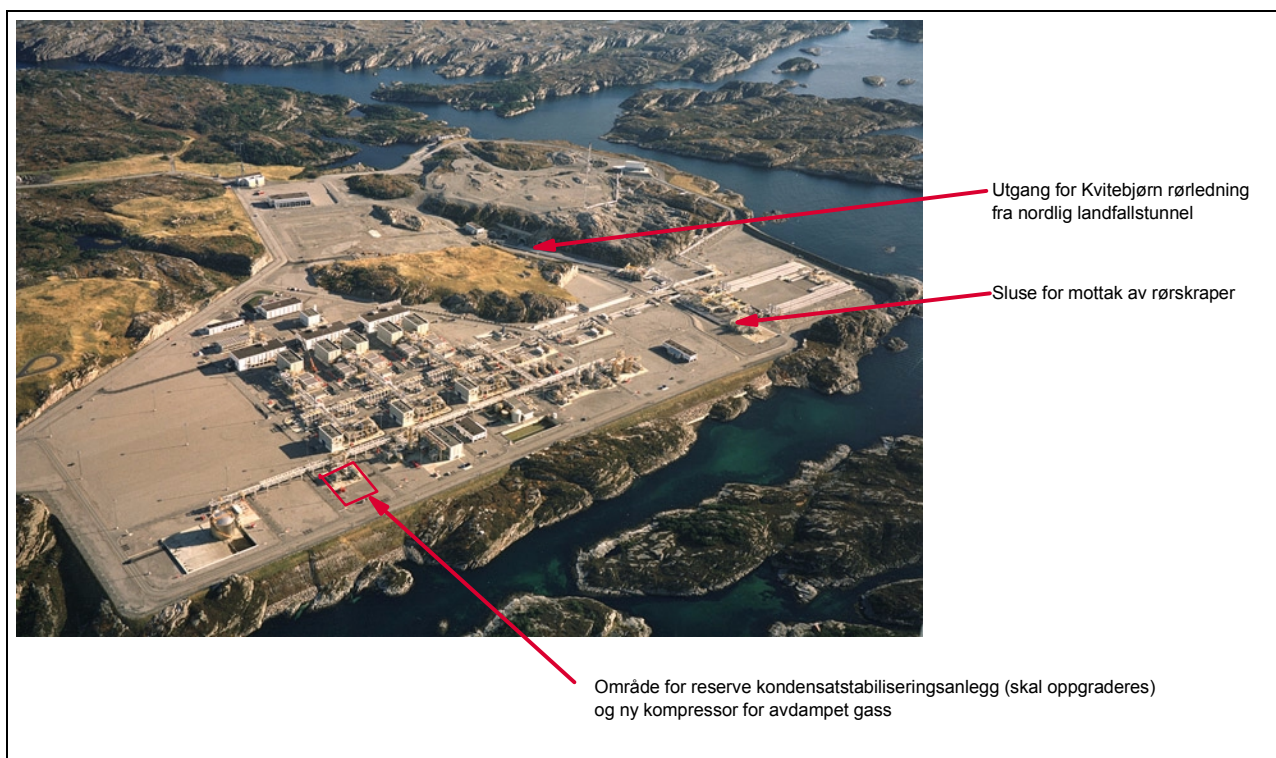 Utgang for Kvitebjørn rørledning
fra nordlig landfallstunnel
Sluse for mottak av rørskraper
Område for reserve kondensatstabiliseringsanlegg (skal oppgraderes)
og ny kompressor for avdampet gass